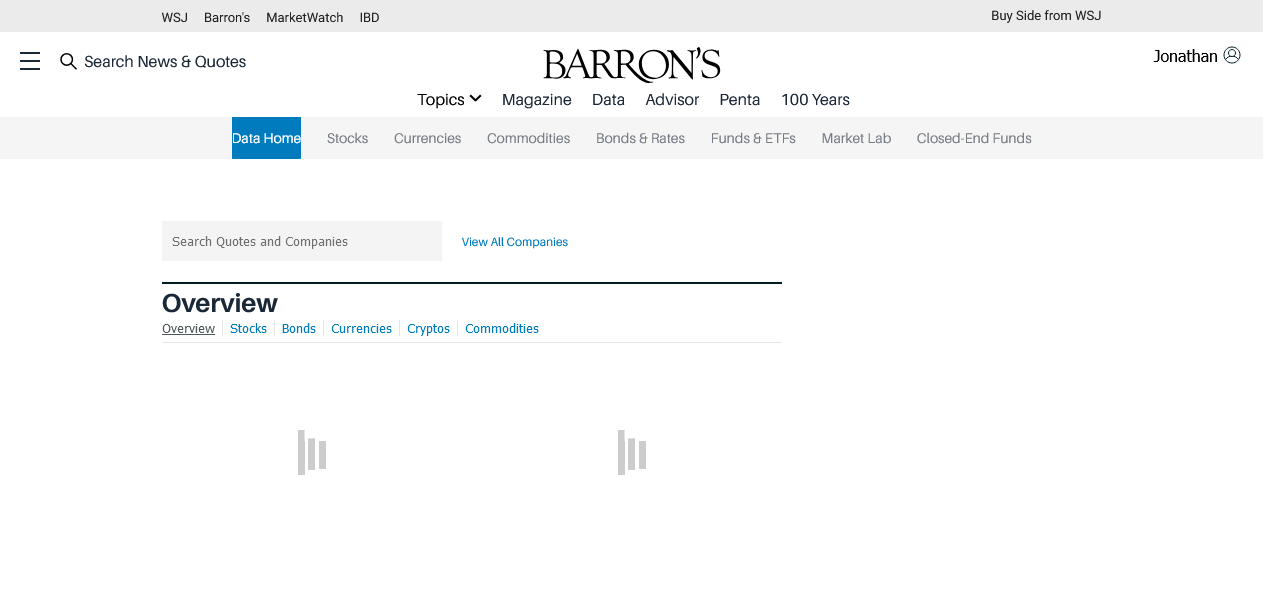 WSJ Barron's MarketWatch IBD Buy Side from WSJ
Search News & Quotes BARRON'S Jonathan
Topics Magazine Data Advisor Penta 100 Years
Data Home Stocks Currencies Commodities Bonds & Rates Funds & ETFs Market Lab Closed-End Funds
Search Quotes and Companies View All Companies
Overview
Overview Stocks Bonds Currencies Cryptos Commodities